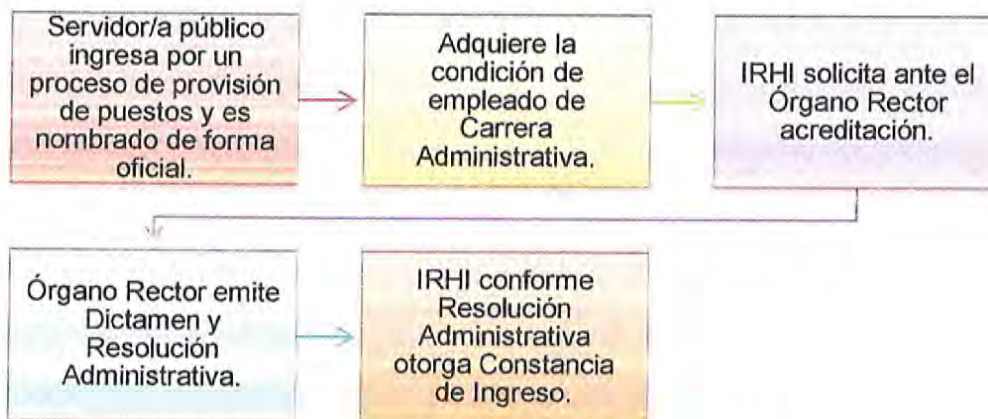 Servidor/a público
ingresa por un
proceso de provisión
de puestos y es
nombrado de forma
oficial.
Adquiere la
condición de
empleado de
Carrera
Administrativa.
IRHI solicita ante el
Órgano Rector
acreditación.
Órgano Rector emite
Dictamen y
Resolución
Administrativa.
IRHI conforme
Resolución
Administrativa
otorga Constancia
de Ingreso.